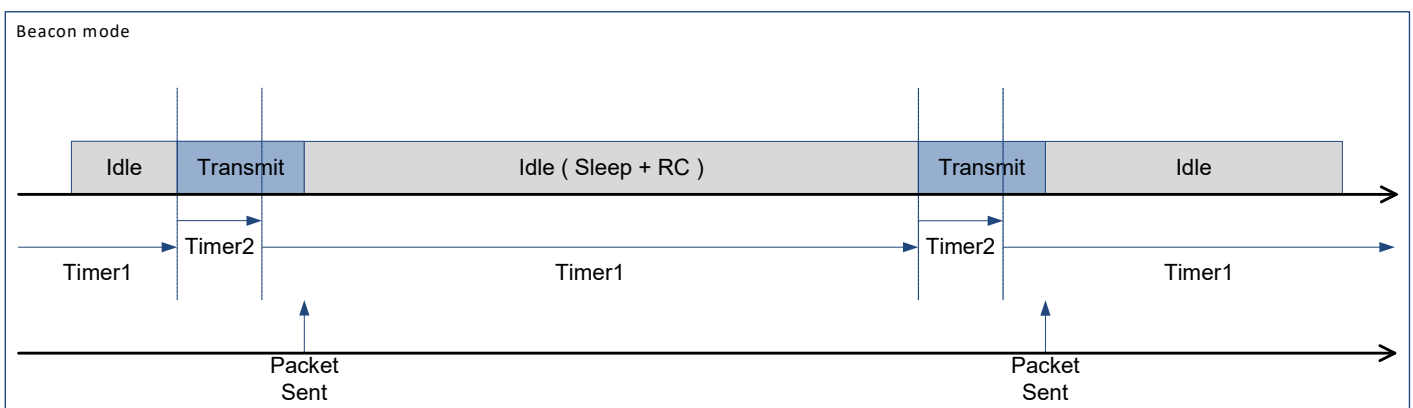 Beacon mode
Idle
Transmit
Idle ( Sleep + RC )
Transmit
Idle
Timer2
Timer2
Timer1
Timer1
Timer1
Packet
Sent
Packet
Sent